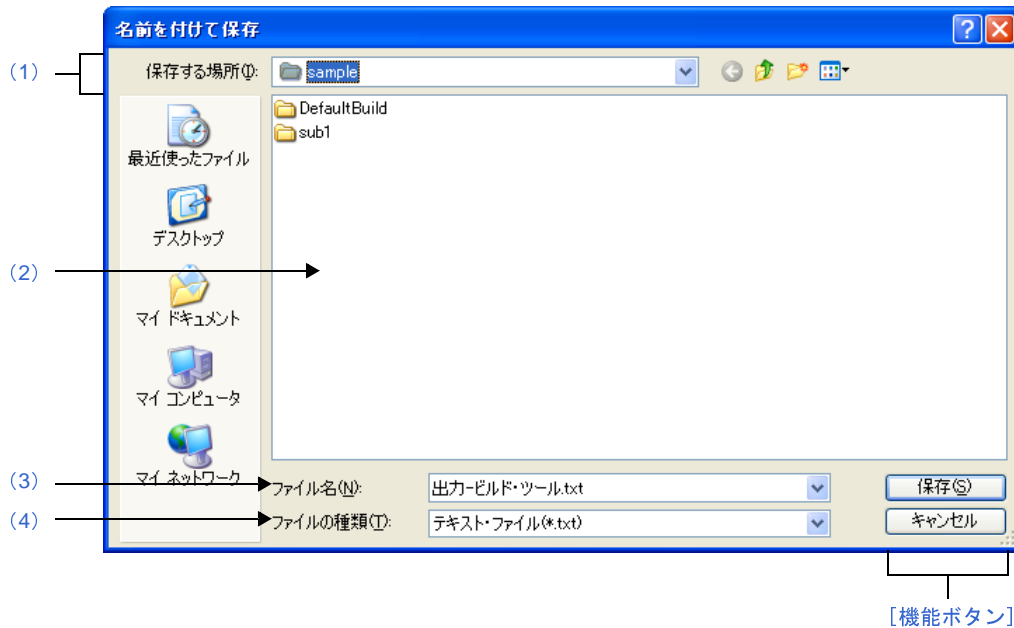 名前を付けて保存
(1)
保存する場所(I):
sample
DefaultBuild
sub1
最近使ったファイル
デスクトップ
(2)
マイ ドキュメント
マイ コンピュータ
マイ ネットワーク
(3)
ファイル名(N):
出力-ビルド・ツール.txt
保存(S)
(4)
ファイルの種類(T):
テキスト・ファイル(*.txt)
キャンセル
[機能ボタン]